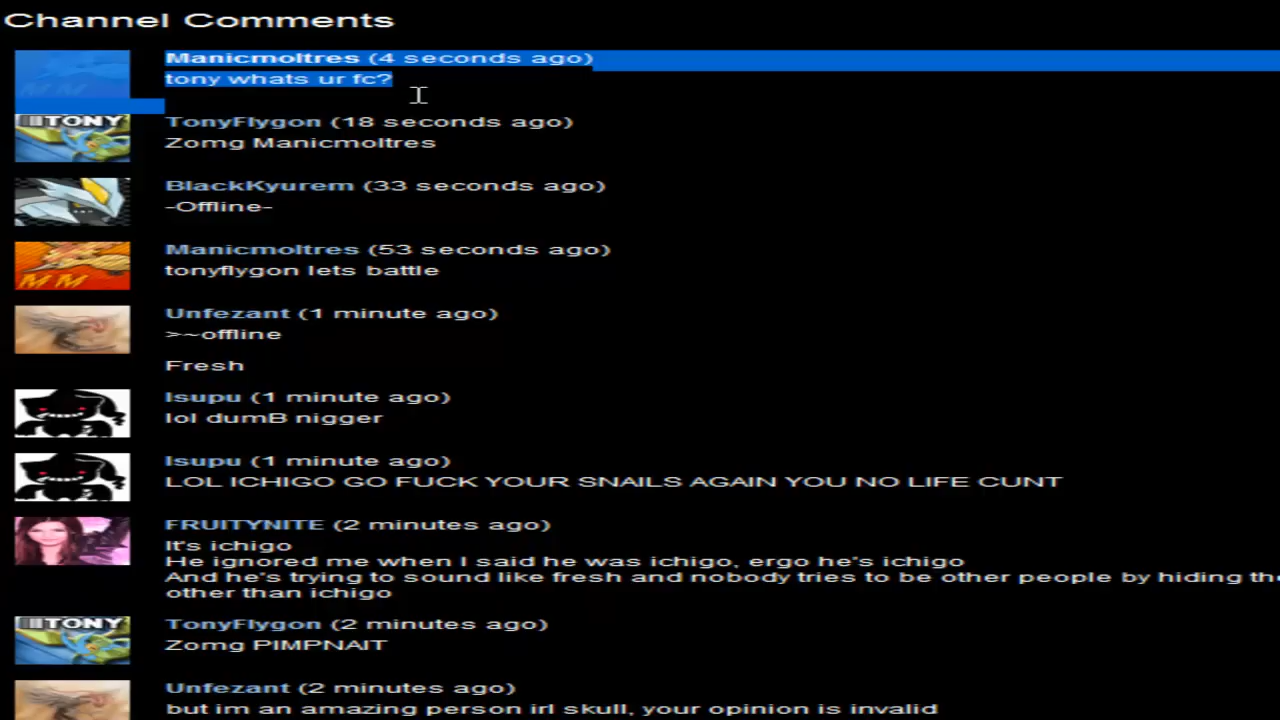 Channel Comments
Manicmoltres (4 seconds ago)
tony whats ur fc?
TonyFlygon (18 seconds ago)
Zomg Manicmoltres
BlackKyurem (33 seconds ago)
-Offline-
Manicmoltres (53 seconds ago)
tonyflygon lets battle
Unfezant (1 minute ago)
>~offline
Fresh
Isupu (1 minute ago)
lol dumB nigger
Isupu (1 minute ago)
LOL ICHIGO GO FUCK YOUR SNAILS AGAIN YOU NO LIFE CUNT
FRUITYNITE (2 minutes ago)
It's ichigo
He ignored me when I said he was ichigo, ergo he's ichigo
And he's trying to sound like fresh and nobody tries to be other people by hiding
other than ichigo
TONY
TonyFlygon (2 minutes ago)
Zomg PIMPNAIT
Unfezant (2 minutes ago)
but im an amazing person irl skull, your opinion is invalid